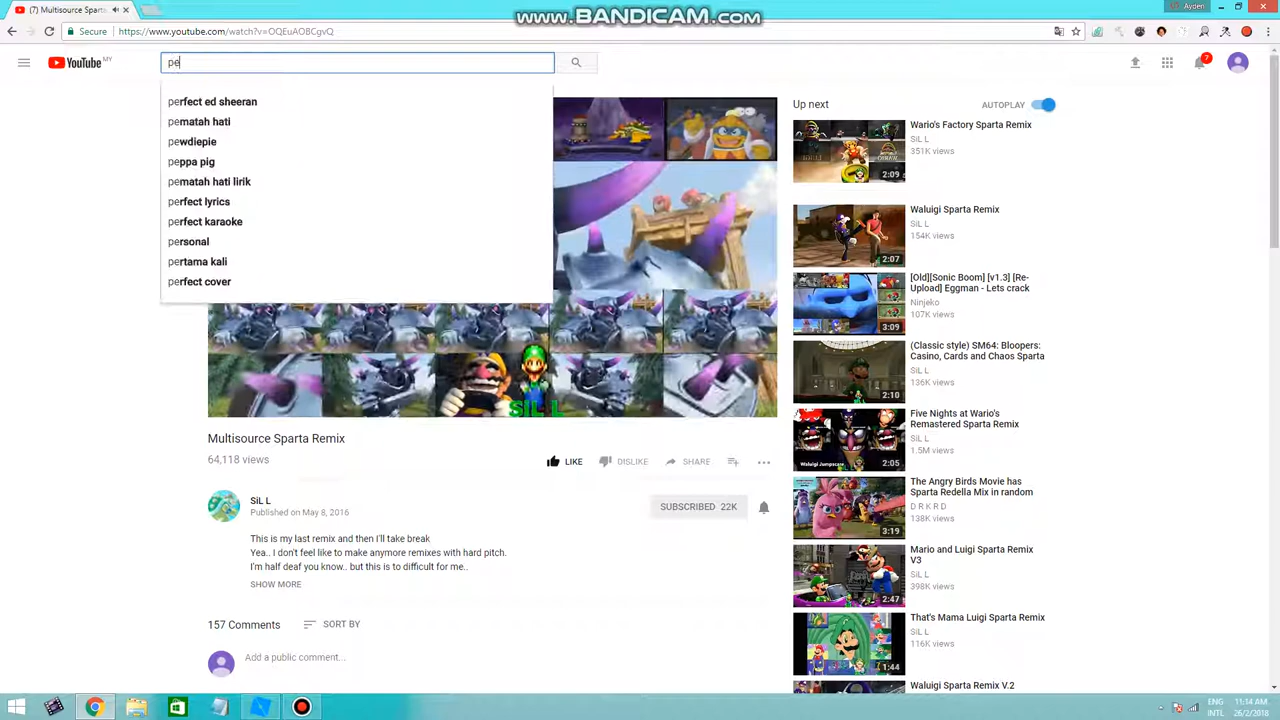 www.BANDICAM.com
(7) Multisource Sparta
Ayden
Secure
https://www.youtube.com/watch?v=OQEuAO8CgvQ
YouTube MY
pe
7
perfect ed sheeran
pematah hati
pewdiepie
peppa pig
pematah hati lirik
perfect lyrics
perfect karaoke
personal
pertama kali
perfect cover
SiL L
Multisource Sparta Remix
64,118 views
LIKE
DISLIKE
SHARE
SiL L
Published on May 8, 2016
SUBSCRIBED 22K
This is my last remix and then I'll take break
Yea.. I don't feel like to make anymore remixes with hard pitch.
I'm half deaf you know.. but this is to difficult for me..
SHOW MORE
157 Comments
SORT BY
Add a public comment...
Up next
AUTOPLAY
Wario's Factory Sparta Remix
SiL L
351K views
2:09
Waluigi Sparta Remix
SiL L
154K views
2:07
[Old][Sonic Boom] [v1.3] [Re-
Upload] Eggman - Lets crack
Ninjeko
107K views
3:09
(Classic style) SM64: Bloopers:
Casino, Cards and Chaos Sparta
SiL L
136K views
2:10
Five Nights at Wario's
Remastered Sparta Remix
SiL L
1.5M views
Waluigi Jumpscare
2:05
The Angry Birds Movie has
Sparta Redella Mix in random
D R K R D
138K views
3:19
Mario and Luigi Sparta Remix
V3
SiL L
398K views
2:47
That's Mama Luigi Sparta Remix
SiL L
116K views
1:44
Waluigi Sparta Remix V.2
ENG
INTL
11:14 AM
26/2/2018